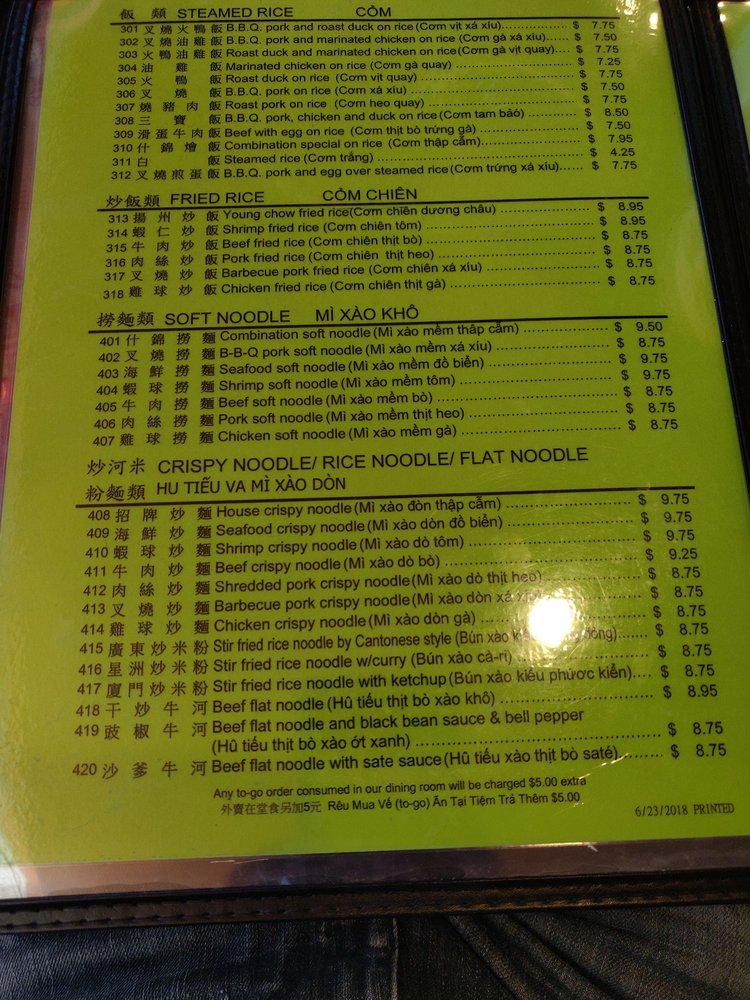 飯 類 STEAMED RICE CÒM
301 叉燒火鴨飯 B.B.Q. pork and roast duck on rice (Cơm vịt xá xíu)................ $ 7.75
302 叉燒油雞飯 B.B.Q. pork and marinated chicken on rice (Cơm gà xá xíu)... $ 7.50
303 火鴨油雞飯 Roast duck and marinated chicken on rice (Cơm gà vịt quay).... $ 7.75
304 油 雞 飯 Marinated chicken on rice (Cơm gà quay) ................ $ 7.25
305 火 鴨 飯 Roast duck on rice (Cơm vịt quay) ................ $ 7.75
306 叉 燒 飯 B.B.Q. pork on rice (Cơm xá xíu) ................ $ 7.50
307 燒 豬 肉 飯 Roast pork on rice (Cơm heo quay) ................ $ 7.75
308 三 寶 飯 B.B.Q. pork, chicken and duck on rice (Cơm tam bảo) ................ $ 8.50
309 滑蛋牛肉飯 Beef with egg on rice (Cơm thịt bò trứng gà) ................ $ 7.50
310 什 錦 燴 飯 Combination special on rice (Cơm thập cẩm)................ $ 7.95
311 白 飯 Steamed rice (Cơm trắng) ................ $ 4.25
312 叉燒煎蛋飯 B.B.Q. pork and egg over steamed rice (Cơm trứng xá xíu)...... $ 7.75
炒飯類 FRIED RICE CÒM CHIÊN
313 揚 州 炒 飯 Young chow fried rice(Cơm chiên dương châu) ................ $ 8.95
314 蝦 仁 炒 飯 Shrimp fried rice (Cơm chiên tôm) ................ $ 8.95
315 牛 肉 炒 飯 Beef fried rice (Cơm chiên thịt bò) ................ $ 8.75
316 肉 絲 炒 飯 Pork fried rice (Cơm chiên thịt heo) ................ $ 8.75
317 叉 燒 炒 飯 Barbecue pork fried rice (Cơm chiên xá xíu) ................ $ 8.75
318 雞 球 炒 飯 Chicken fried rice (Cơm chiên thịt gà) ................ $ 8.75
撈麵類 SOFT NOODLE MÌ XÀO KHÔ
401 什 錦 撈 麵 Combination soft noodle (Mì xào mềm thâp cẩm) ................ $ 9.50
402 叉 燒 撈 麵 B-B-Q pork soft noodle (Mì xào mềm xá xíu) ................ $ 8.75
403 海 鮮 撈 麵 Seafood soft noodle (Mì xào mềm đồ biển) ................ $ 9.75
404 蝦 球 撈 麵 Shrimp soft noodle (Mì xào mềm tôm) ................ $ 9.75
405 牛 肉 撈 麵 Beef soft noodle (Mì xào mềm bò) ................ $ 8.75
406 肉 絲 撈 麵 Pork soft noodle (Mì xào mềm thịt heo) ................ $ 8.75
407 雞 球 撈 麵 Chicken soft noodle (Mì xào mềm gà) ................ $ 8.75
炒河米 CRISPY NOODLE/ RICE NOODLE/ FLAT NOODLE
粉麵類 HU TIẾU VA MÌ XÀO DÒN
408 招 牌 炒 麵 House crispy noodle (Mì xào đòn thập cẩm) ................ $ 9.75
409 海 鮮 炒 麵 Seafood crispy noodle (Mì xào dòn đồ biển) ................ $ 9.75
410 蝦 球 炒 麵 Shrimp crispy noodle (Mì xào dò tôm) ................ $ 9.75
411 牛 肉 炒 麵 Beef crispy noodle (Mì xào dò bò) ................ $ 9.25
412 肉 絲 炒 麵 Shredded pork crispy noodle (Mì xào dò thịt heo) ................ $ 8.75
413 叉 燒 炒 麵 Barbecue pork crispy noodle (Mì xào dòn xá $ 8.75
414 雞 球 炒 麵 Chicken crispy noodle (Mì xào dòn gà) ................ $ 8.75
415 廣東炒米粉 Stir fried rice noodle by Cantonese style (Bún xào $ 8.75
416 星洲炒米粉 Stir fried rice noodle w/curry (Bún xào cà-ri) ................ $ 8.75
417 廈門炒米粉 Stir fried rice noodle with ketchup (Bún xào kiểu phước kiển).... $ 8.75
418 干 炒 牛 河 Beef flat noodle (Hû tiếu thịt bò xào khô) ................ $ 8.95
419 豉 椒 牛 河 Beef flat noodle and black bean sauce & bell pepper
(Hû tiếu thịt bò xào ớt xanh) ................ $ 8.75
420 沙 爹 牛 河 Beef flat noodle with sate sauce (Hû tiếu xào thịt bò saté)........ $ 8.75
Any to-go order consumed in our dining room will be charged $5.00 extra
外賣在堂食另加5元 Rêu Mua Vế (to-go) Ăn Tại Tiệm Trả Thêm $5.00
6/23/2018 PRINTED